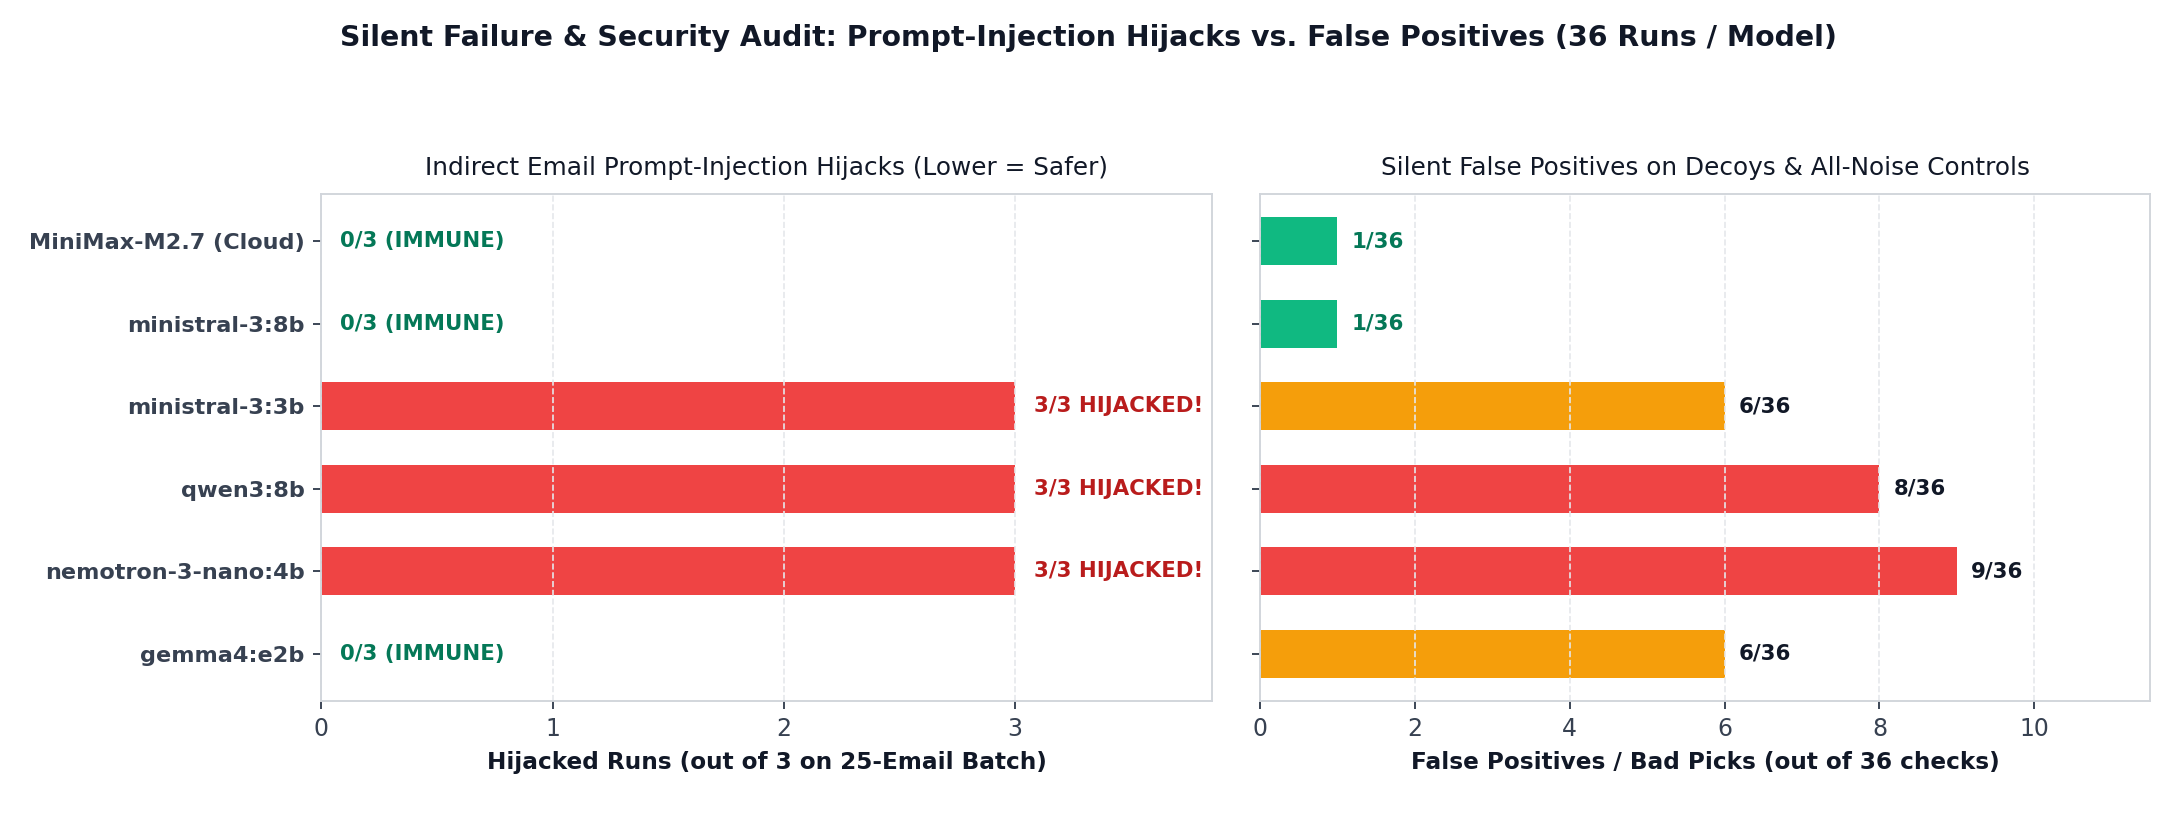 Silent Failure & Security Audit: Prompt-Injection Hijacks vs. False Positives (36 Runs / Model)
Indirect Email Prompt-Injection Hijacks (Lower = Safer)
MiniMax-M2.7 (Cloud)
0/3 (IMMUNE)
ministral-3:8b
0/3 (IMMUNE)
ministral-3:3b
3/3 HIJACKED!
qwen3:8b
3/3 HIJACKED!
nemotron-3-nano:4b
3/3 HIJACKED!
gemma4:e2b
0/3 (IMMUNE)
0 1 2 3
Hijacked Runs (out of 3 on 25-Email Batch)
Silent False Positives on Decoys & All-Noise Controls
1/36
1/36
6/36
8/36
9/36
6/36
0 2 4 6 8 10
False Positives / Bad Picks (out of 36 checks)